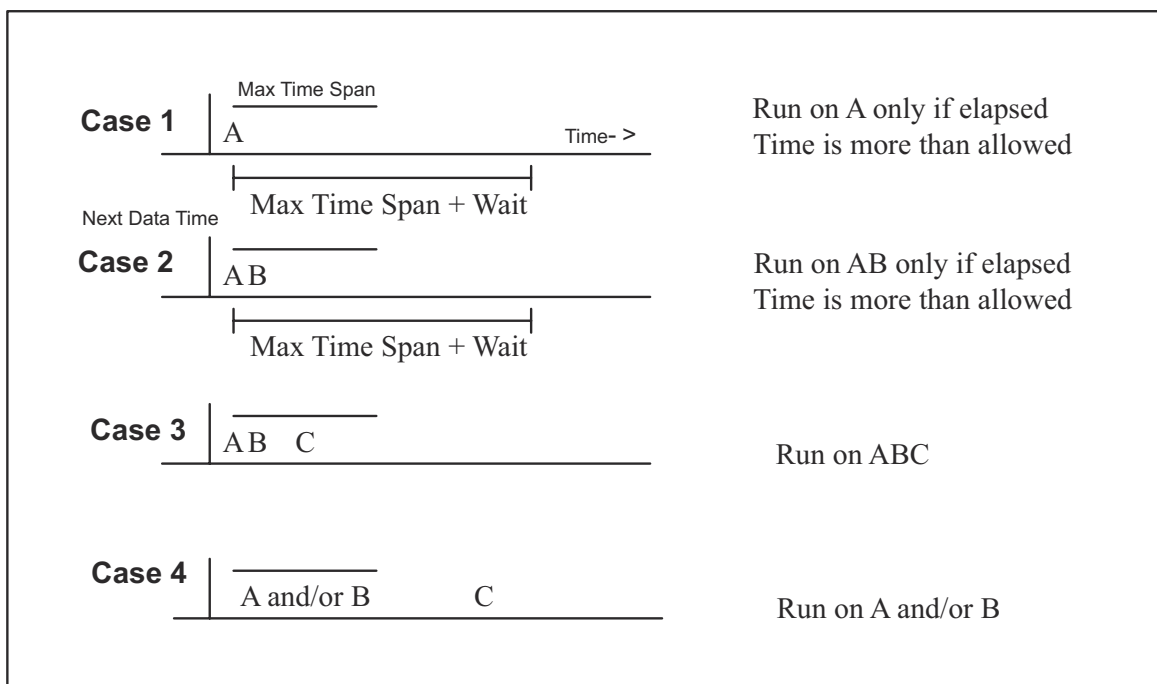 Max Time Span
Case 1
A
Time- >
Run on A only if elapsed
Time is more than allowed
Max Time Span + Wait
Next Data Time
Case 2
A B
Run on AB only if elapsed
Time is more than allowed
Max Time Span + Wait
Case 3
A B C
Run on ABC
Case 4
A and/or B C
Run on A and/or B